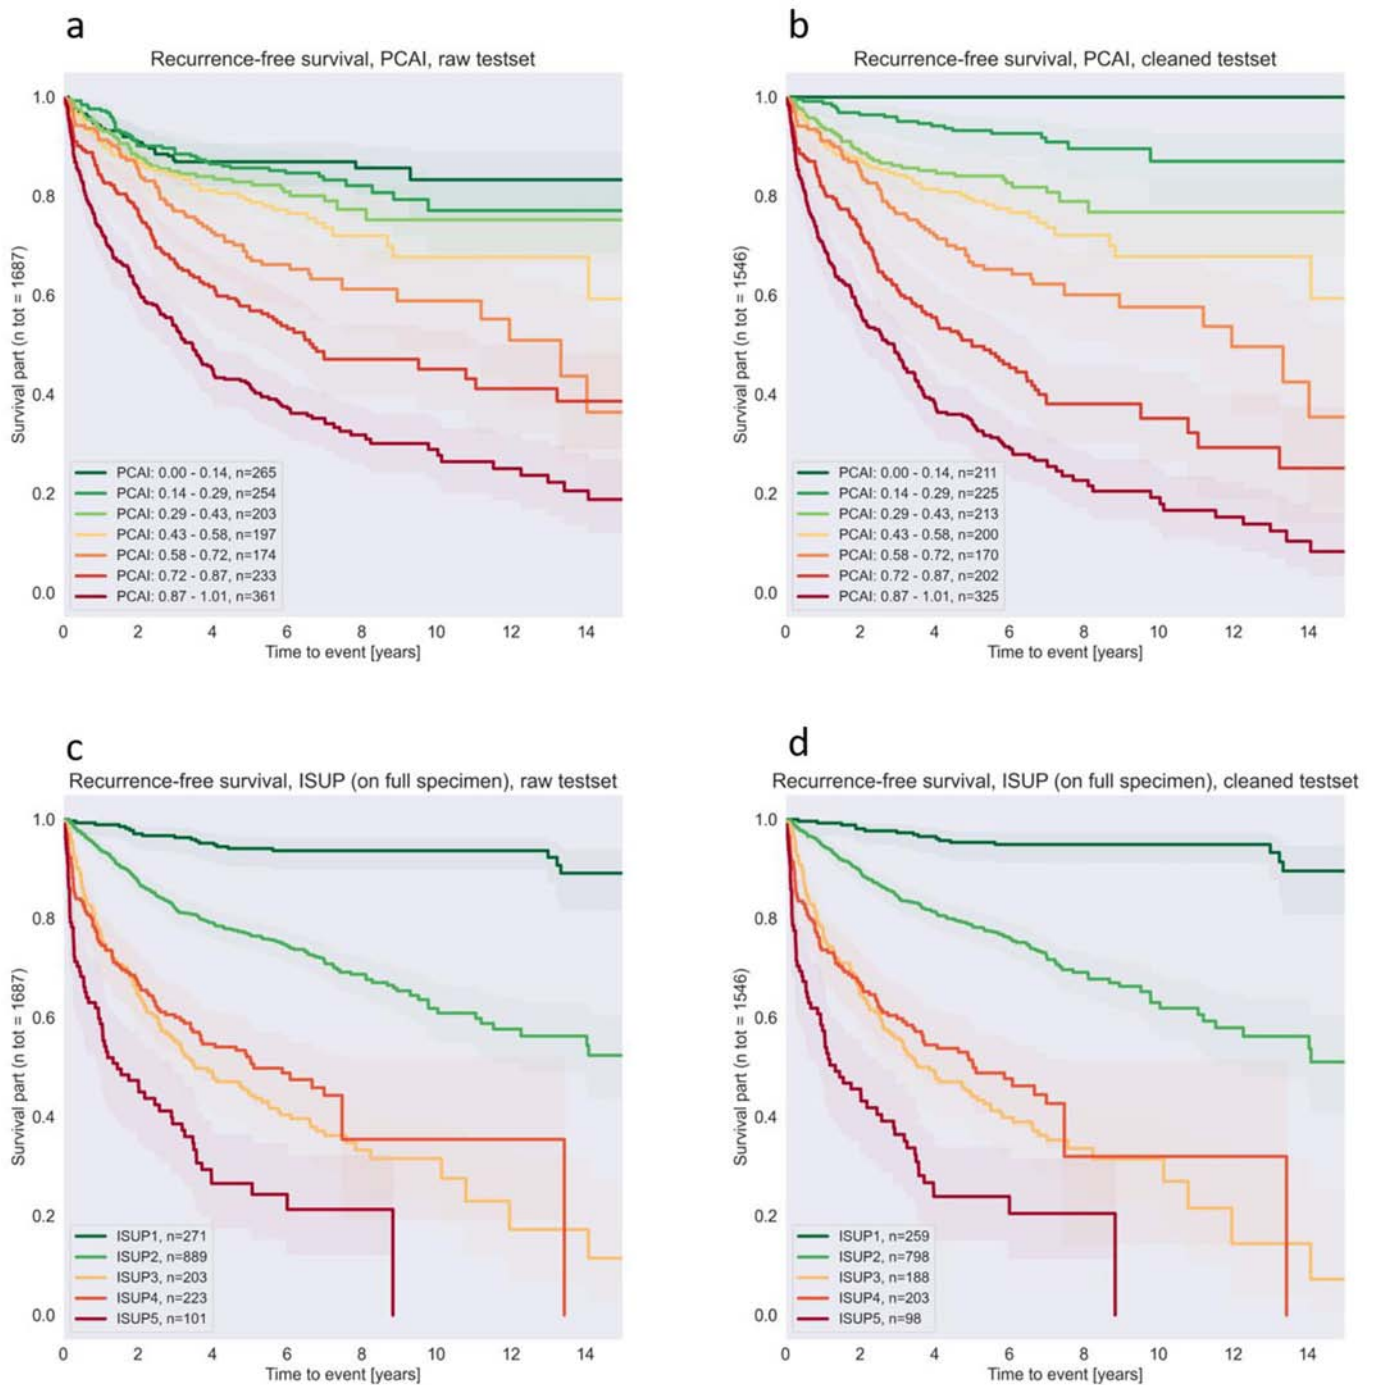 a
Recurrence-free survival, PCAI, raw testset
Survival part (n tot = 1687)
1.0
0.8
0.6
0.4
0.2
0.0
PCAI: 0.00 - 0.14, n=265
PCAI: 0.14 - 0.29, n=254
PCAI: 0.29 - 0.43, n=203
PCAI: 0.43 - 0.58, n=197
PCAI: 0.58 - 0.72, n=174
PCAI: 0.72 - 0.87, n=233
PCAI: 0.87 - 1.01, n=361
0 2 4 6 8 10 12 14
Time to event [years]
b
Recurrence-free survival, PCAI, cleaned testset
Survival part (n tot = 1546)
1.0
0.8
0.6
0.4
0.2
0.0
PCAI: 0.00 - 0.14, n=211
PCAI: 0.14 - 0.29, n=225
PCAI: 0.29 - 0.43, n=213
PCAI: 0.43 - 0.58, n=200
PCAI: 0.58 - 0.72, n=170
PCAI: 0.72 - 0.87, n=202
PCAI: 0.87 - 1.01, n=325
0 2 4 6 8 10 12 14
Time to event [years]
c
Recurrence-free survival, ISUP (on full specimen), raw testset
Survival part (n tot = 1687)
1.0
0.8
0.6
0.4
0.2
0.0
ISUP1, n=271
ISUP2, n=889
ISUP3, n=203
ISUP4, n=223
ISUP5, n=101
0 2 4 6 8 10 12 14
Time to event [years]
d
Recurrence-free survival, ISUP (on full specimen), cleaned testset
Survival part (n tot = 1546)
1.0
0.8
0.6
0.4
0.2
0.0
ISUP1, n=259
ISUP2, n=798
ISUP3, n=188
ISUP4, n=203
ISUP5, n=98
0 2 4 6 8 10 12 14
Time to event [years]